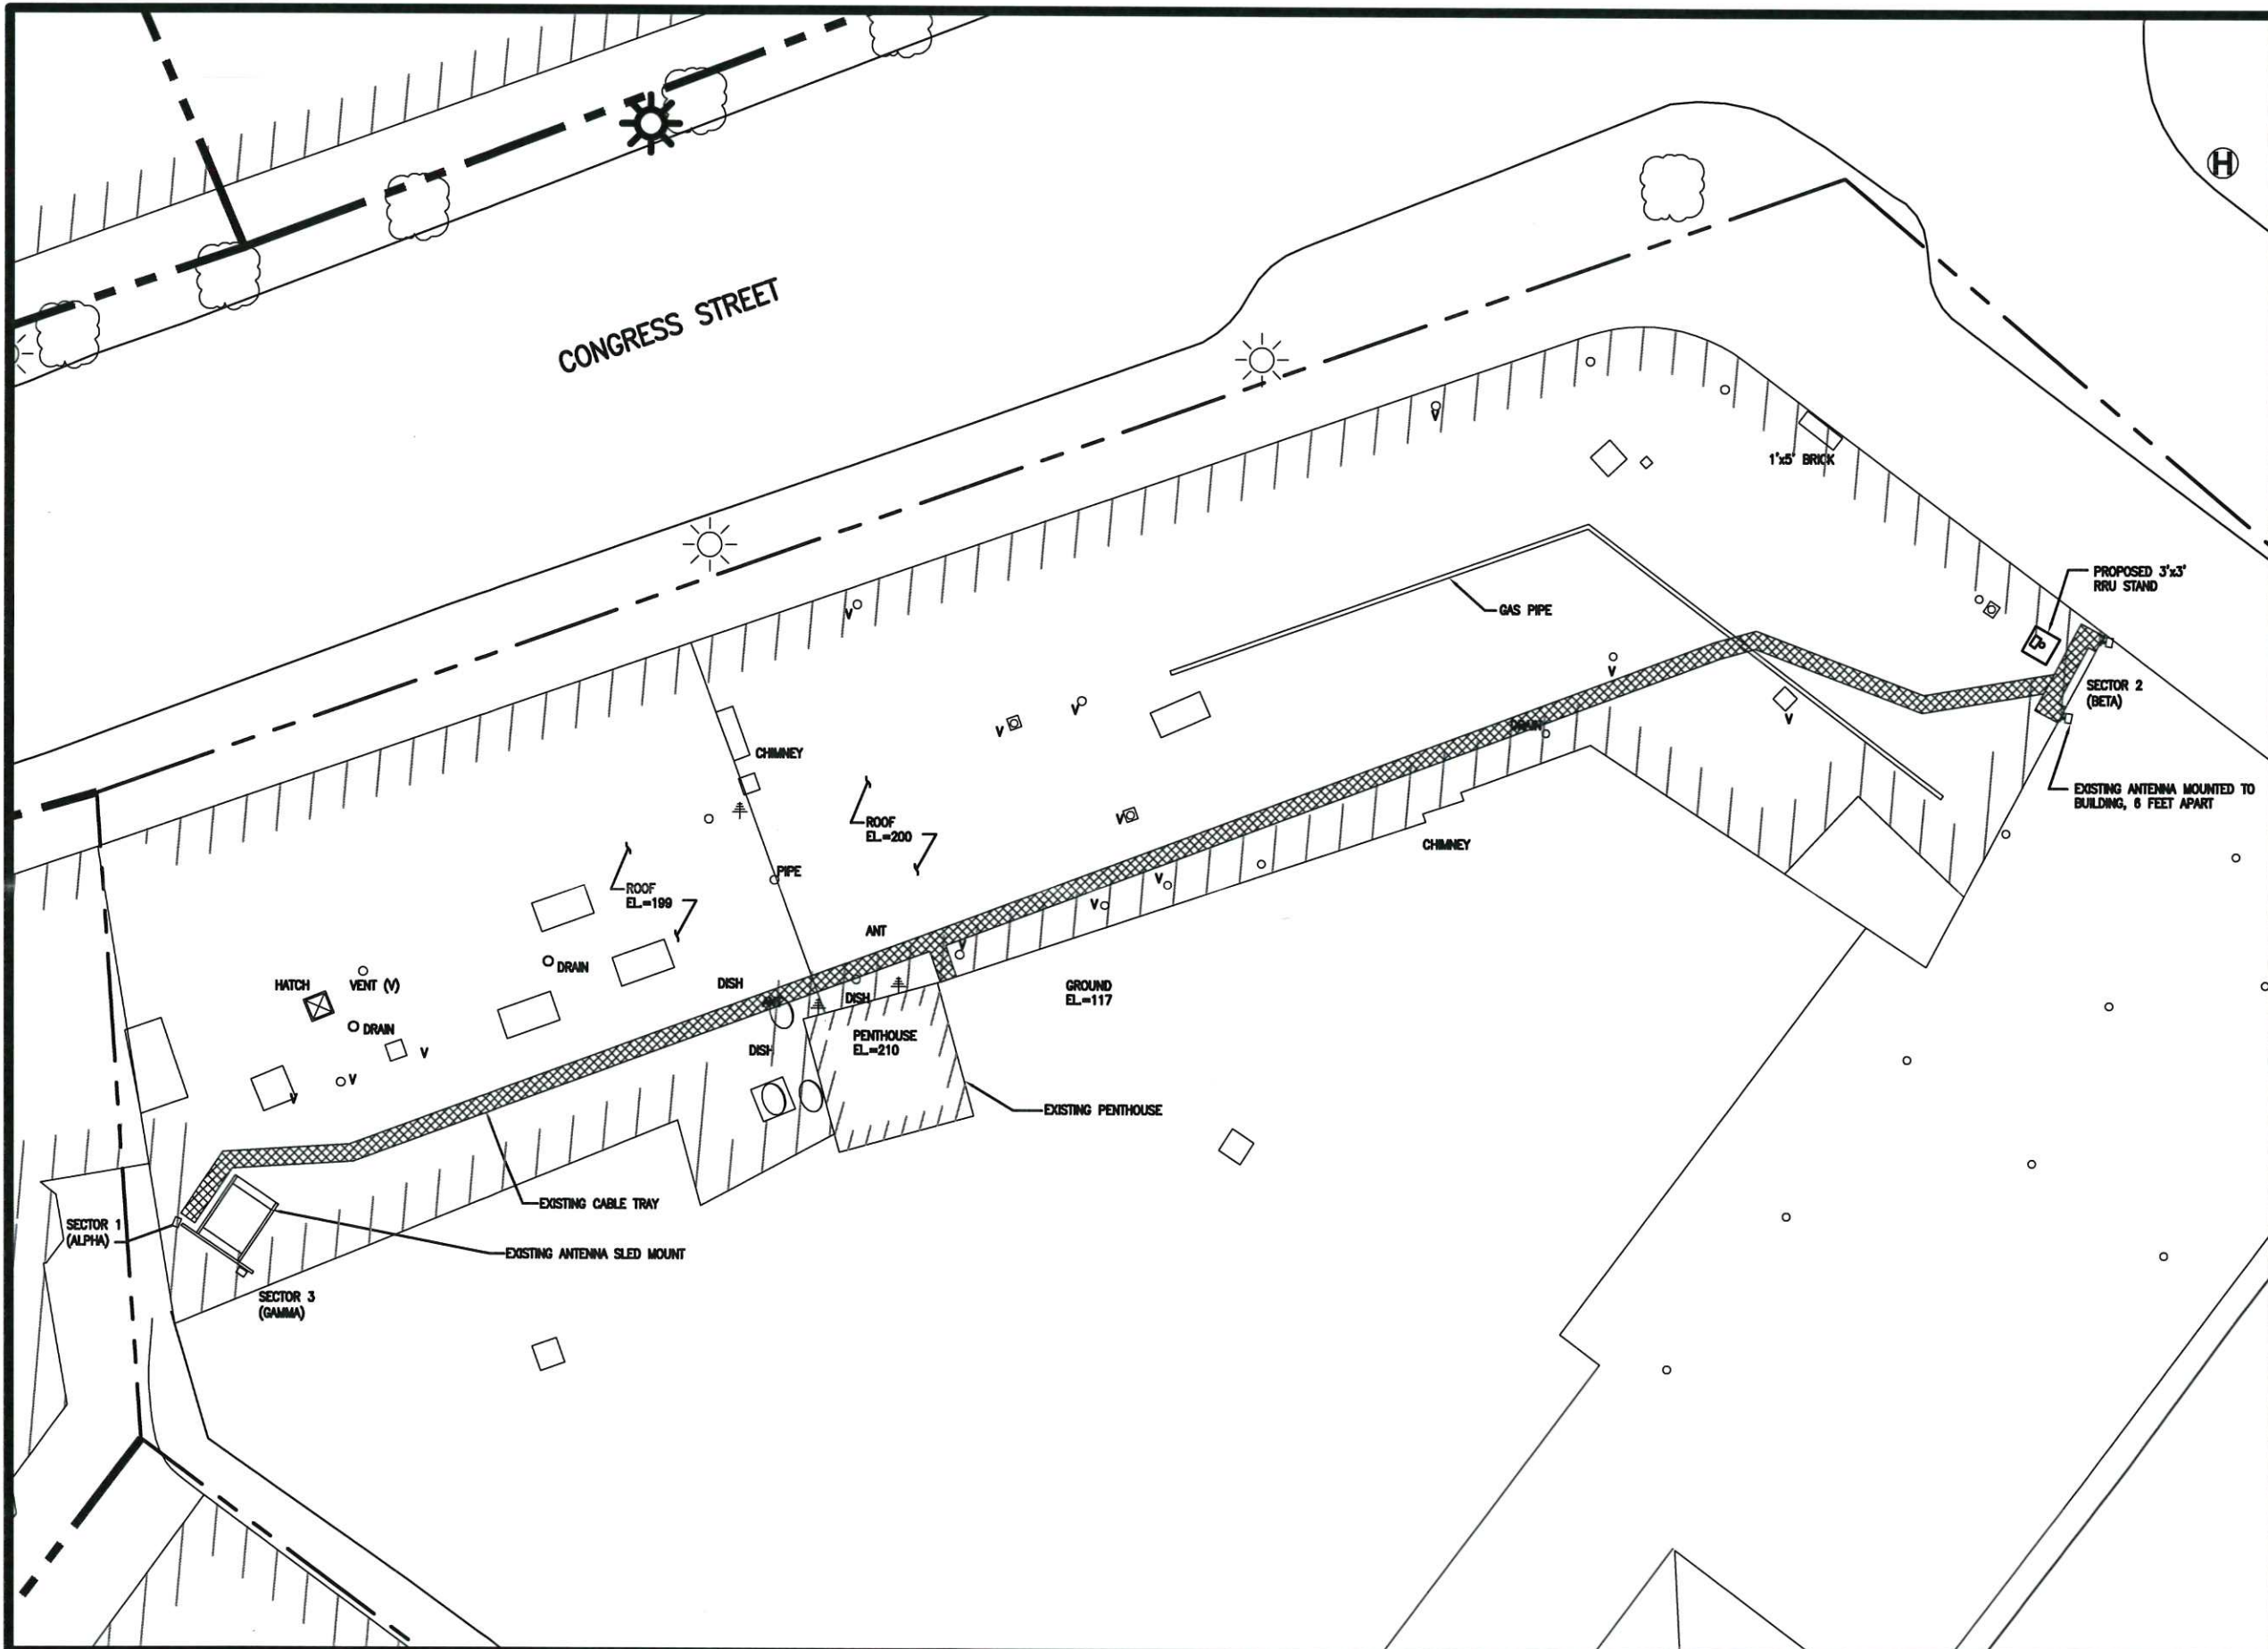 H
CONGRESS STREET
V
1'x5' BRICK
PROPOSED 3'x3'
RRU STAND
V
GAS PIPE
V
SECTOR 2
(BETA)
V
V
V
DRAIN
CHIMNEY
EXISTING ANTENNA MOUNTED TO
BUILDING, 6 FEET APART
ROOF
EL.=200
V
CHIMNEY
PIPE
V
ROOF
EL.=199
V
ANT
V
DRAIN
DISH
HATCH
VENT (V)
GROUND
EL.=117
ANT
DISH
DRAIN
PENTHOUSE
EL.=210
V
DISH
V
V
EXISTING PENTHOUSE
EXISTING CABLE TRAY
SECTOR 1
(ALPHA)
EXISTING ANTENNA SLED MOUNT
SECTOR 3
(GAMMA)